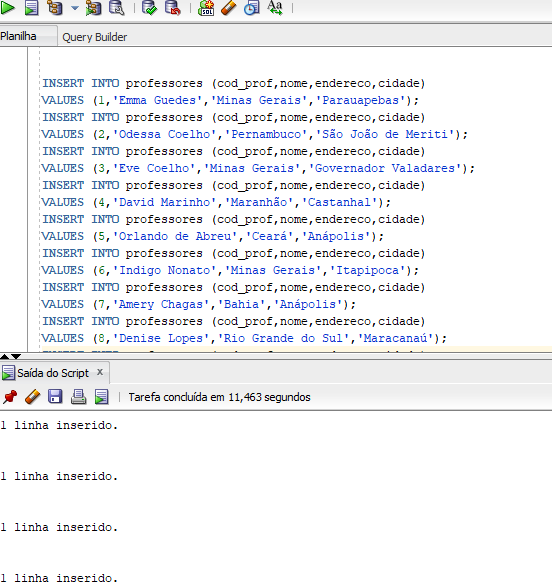 SQL
Aa
Planilha
Query Builder
INSERT INTO professores (cod_prf,nome,endereco,cidade)
VALUES (1,'Emma Guedes','Minas Gerais','Parauapebas');
INSERT INTO professores (cod_prof,nome,endereco,cidade)
VALUES (2,'Odessa Coelho','Pernambuco','São João de Meriti');
INSERT INTO professores (cod_prof,nome,endereco,cidade)
VALUES (3,'Eve Coelho','Minas Gerais','Governador Valadares');
INSERT INTO professores (cod_prof,nome,endereco,cidade)
VALUES (4,'David Marinho','Maranhão','Castanhal');
INSERT INTO professores (cod_prof,nome,endereco,cidade)
VALUES (5,'Orlando de Abreu','Ceará','Anápolis');
INSERT INTO professores (cod_prof,nome,endereco,cidade)
VALUES (6,'Indigo Nonato','Minas Gerais','Itapipoca');
INSERT INTO professores (cod_prof,nome,endereco,cidade)
VALUES (7,'Amery Chagas','Bahia','Anápolis');
INSERT INTO professores (cod_prof,nome,endereco,cidade)
VALUES (8,'Denise Lopes','Rio Grande do Sul','Maracanaú');
Saída do Script x
Tarefa concluída em 11,463 segundos
1 linha inserido.
1 linha inserido.
1 linha inserido.
1 linha inserido.